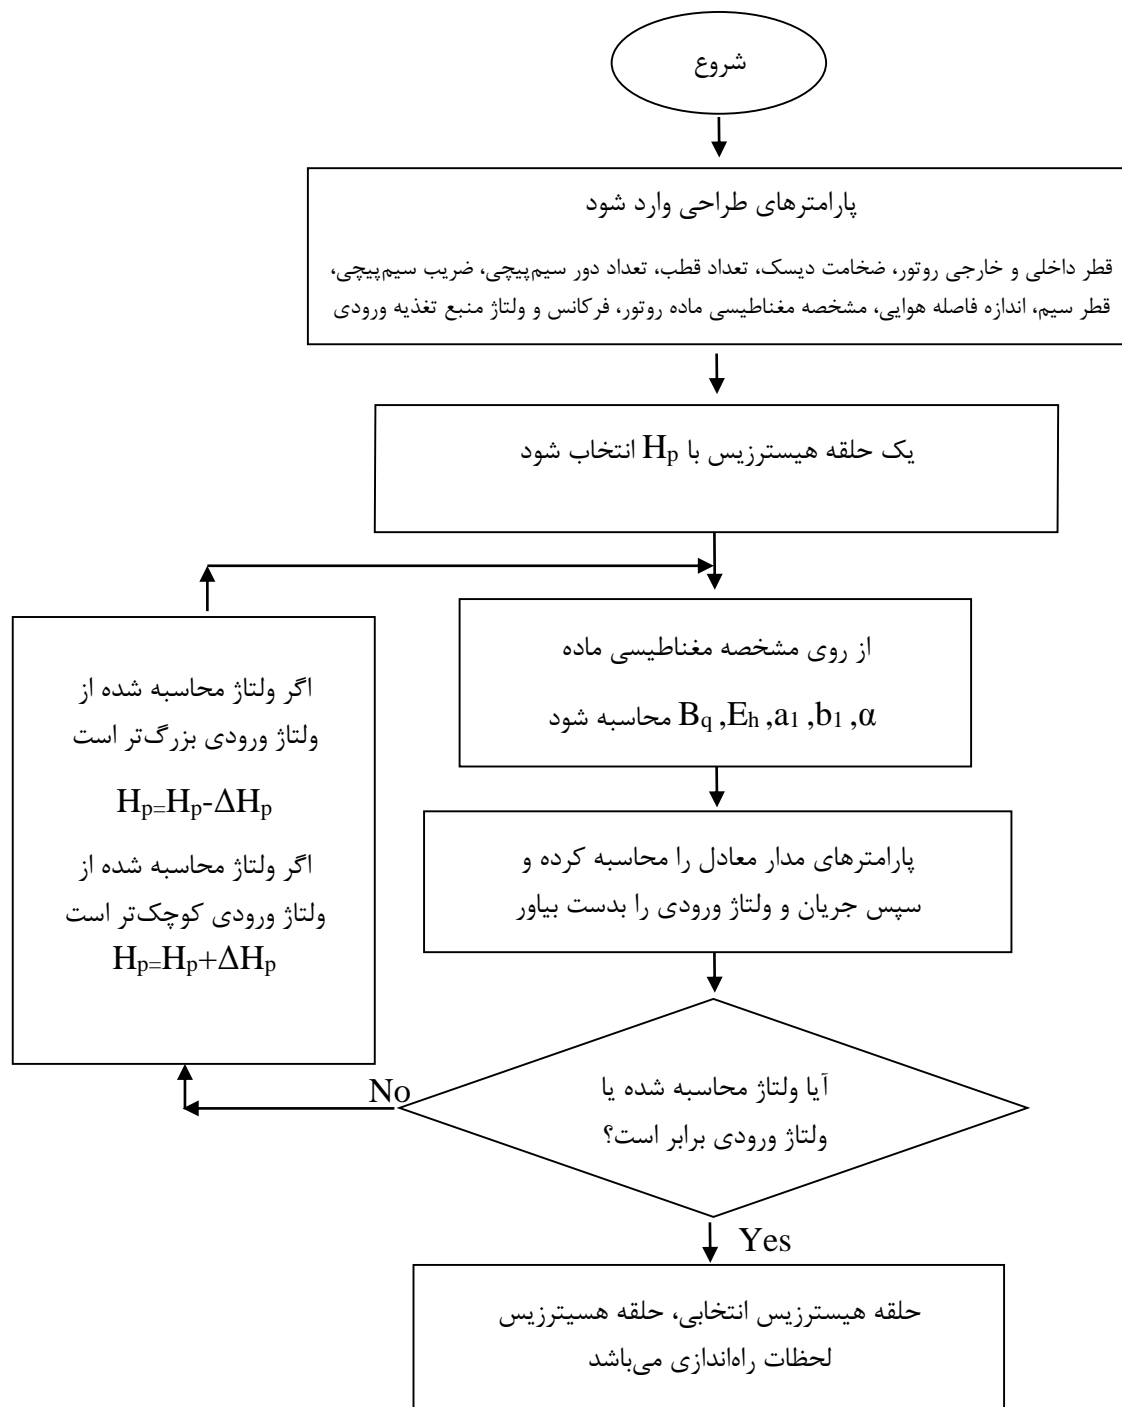 شروع
پارامترهای طراحی وارد شود
قطر داخلی و خارجی روتور، ضخامت دیسک، تعداد قطب، تعداد دور سیم‌پیچی، ضریب سیم‌پیچی،
قطر سیم، اندازه فاصله هوایی، مشخصه مغناطیسی ماده روتور، فرکانس و ولتاژ منبع تغذیه ورودی
یک حلقه هیسترزیس با Hp انتخاب شود
از روی مشخصه مغناطیسی ماده
Bq ,Eh ,a1 ,b1 ,α محاسبه شود
پارامترهای مدار معادل را محاسبه کرده و
سپس جریان و ولتاژ ورودی را بدست بیاور
آیا ولتاژ محاسبه شده یا
ولتاژ ورودی برابر است؟
No
اگر ولتاژ محاسبه شده از
ولتاژ ورودی بزرگ‌تر است
Hp=Hp-ΔHp
اگر ولتاژ محاسبه شده از
ولتاژ ورودی کوچک‌تر است
Hp=Hp+ΔHp
Yes
حلقه هیسترزیس انتخابی، حلقه هسیترزیس
لحظات راه‌اندازی می‌باشد